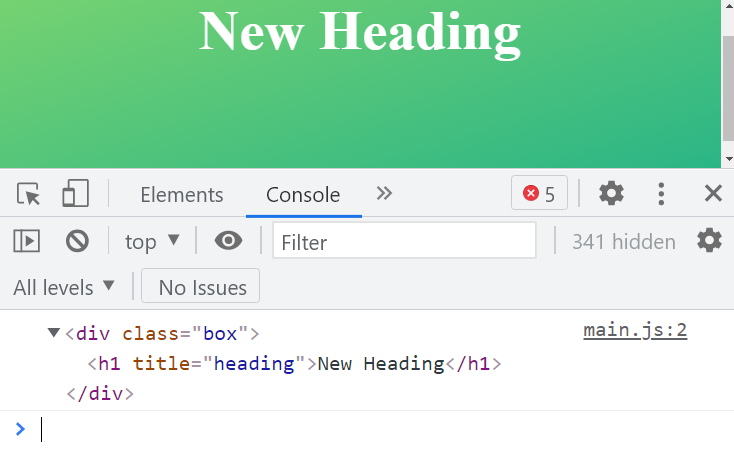 New Heading
Elements Console 5
top Filter 341 hidden
All levels No Issues
<div class="box"> main.js:2
<h1 title="heading">New Heading</h1>
</div>